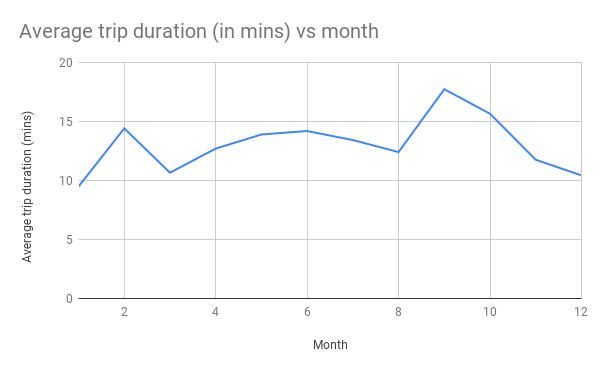 Average trip duration (in mins) vs month
Average trip duration (mins)
20
15
10
5
0
2 4 6 8 10 12
Month